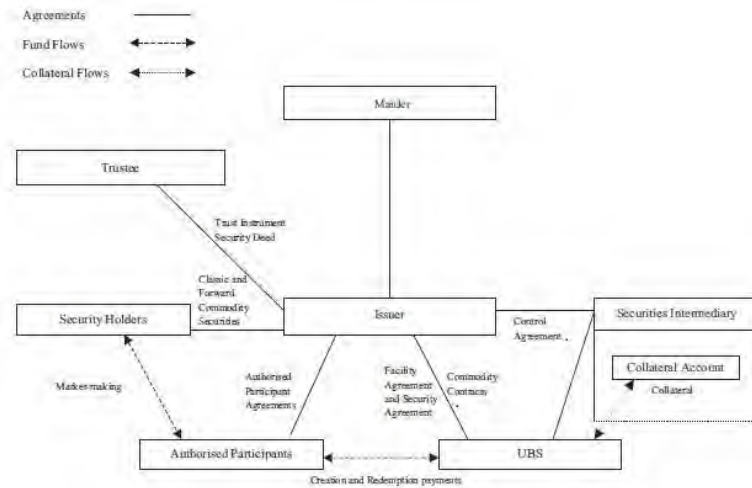 Agreements
Fund Flows
Collateral Flows
Trustee
Trust Instrument
Security Deed
Classic and
Forward
Commodity
Securities
Security Holders
Issuer
Control
Agreement
Securities Intermediary
Collateral Account
Collateral
Market-making
Authorised
Participant
Agreements
Facility
Agreement
and Security
Agreement
Commodity
Contracts
Authorised Participants
UBS
Creation and Redemption payments